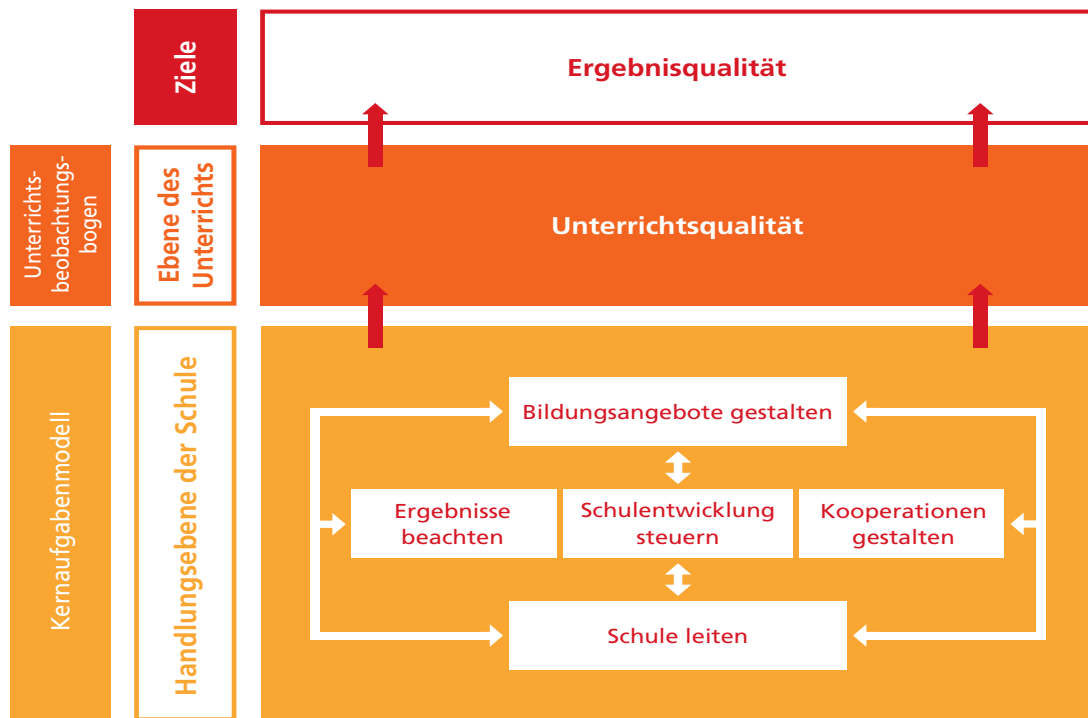 Ziele
Ergebnisqualität
Unterrichts-
beobachtungs-
bogen
Ebene des
Unterrichts
Unterrichtsqualität
Kernaufgabenmodell
Handlungsebene der Schule
Bildungsangebote gestalten
Ergebnisse
beachten
Schulentwicklung
steuern
Kooperationen
gestalten
Schule leiten